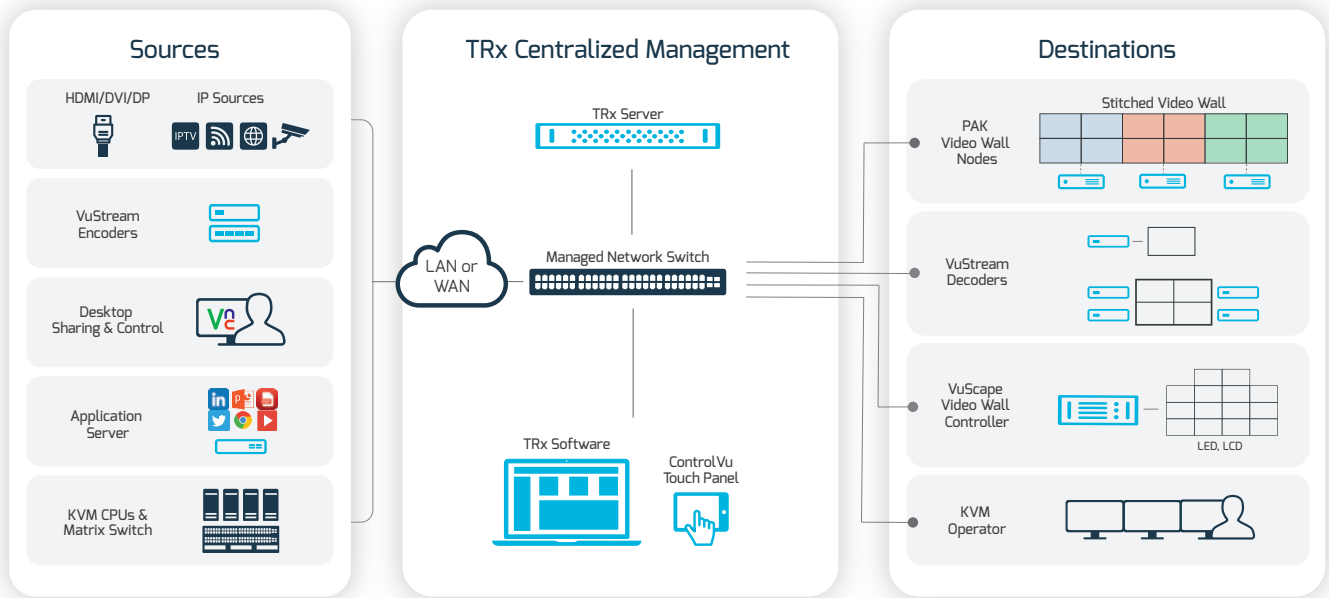 Sources
HDMI/DVI/DP
IP Sources
IPTV
VuStream
Encoders
Desktop
Sharing & Control
Vnc
Application
Server
in
P
KVM CPUs &
Matrix Switch
LAN or
WAN
TRx Centralized Management
TRx Server
Managed Network Switch
TRx Software
ControlVu
Touch Panel
Destinations
PAK
Video Wall
Nodes
Stitched Video Wall
VuStream
Decoders
VuScape
Video Wall
Controller
LED, LCD
KVM
Operator